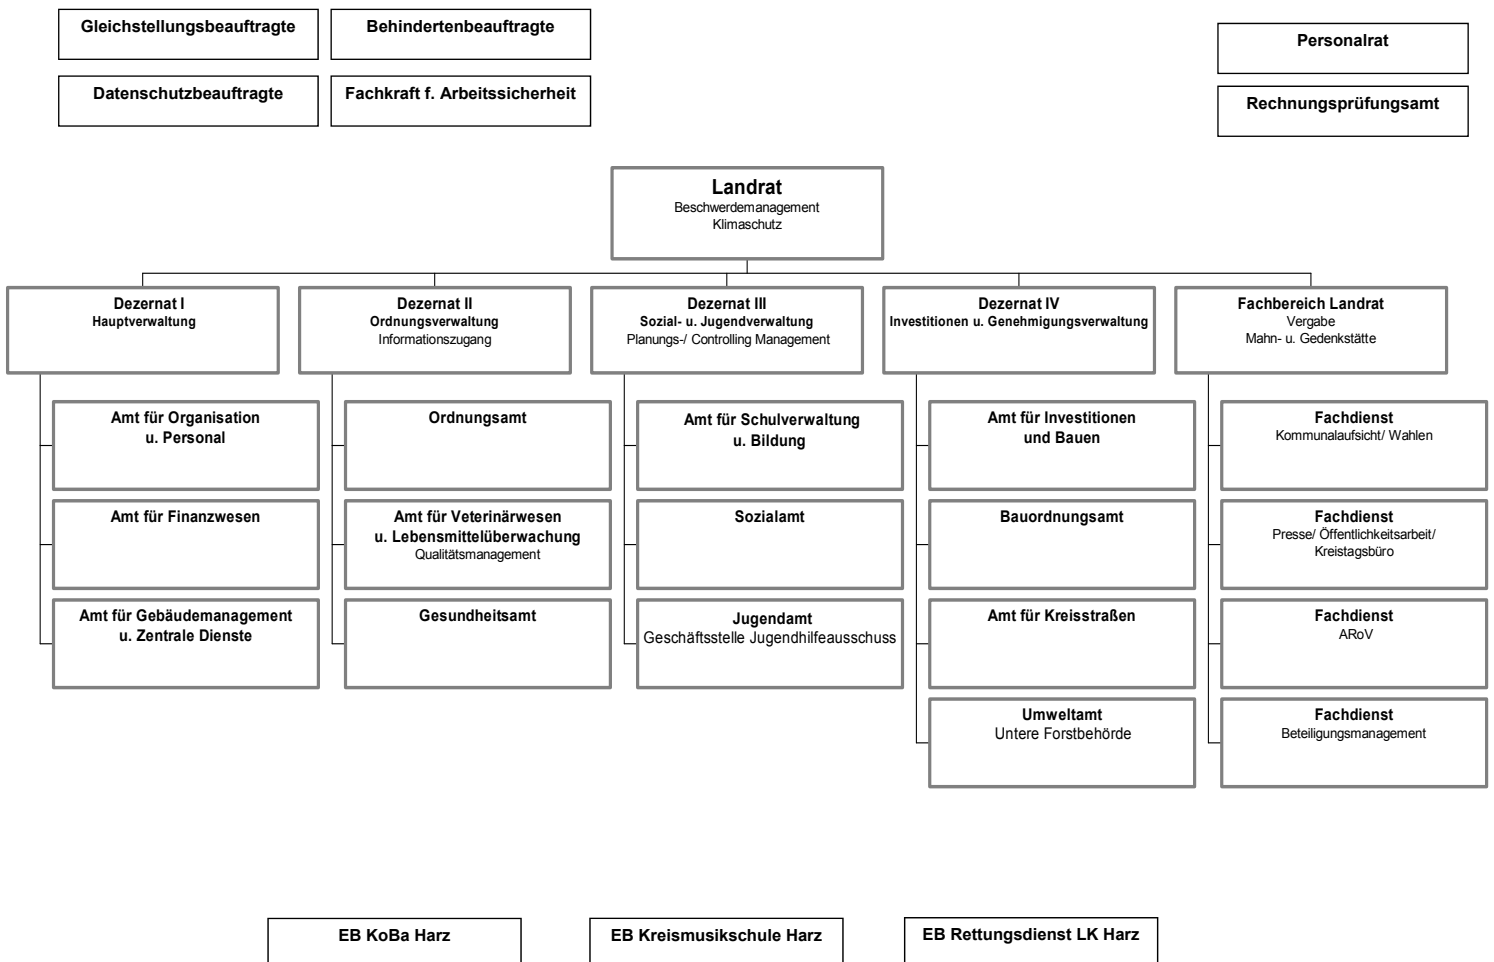 Gleichstellungsbeauftragte
Behindertenbeauftragte
Personalrat
Datenschutzbeauftragte
Fachkraft f. Arbeitssicherheit
Rechnungsprüfungsamt
Landrat
Beschwerdemanagement
Klimaschutz
Dezernat I
Hauptverwaltung
Dezernat II
Ordnungsverwaltung
Informationszugang
Dezernat III
Sozial- u. Jugendverwaltung
Planungs-/ Controlling Management
Dezernat IV
Investitionen u. Genehmigungsverwaltung
Fachbereich Landrat
Vergabe
Mahn- u. Gedenkstätte
Amt für Organisation
u. Personal
Ordnungsamt
Amt für Schulverwaltung
u. Bildung
Amt für Investitionen
und Bauen
Fachdienst
Kommunalaufsicht/ Wahlen
Amt für Finanzwesen
Amt für Veterinärwesen
u. Lebensmittelüberwachung
Qualitätsmanagement
Sozialamt
Bauordnungsamt
Fachdienst
Presse/ Öffentlichkeitsarbeit/
Kreistagsbüro
Amt für Gebäudemanagement
u. Zentrale Dienste
Gesundheitsamt
Jugendamt
Geschäftsstelle Jugendhilfeausschuss
Amt für Kreisstraßen
Fachdienst
ARoV
Umweltamt
Untere Forstbehörde
Fachdienst
Beteiligungsmanagement
EB KoBa Harz
EB Kreismusikschule Harz
EB Rettungsdienst LK Harz